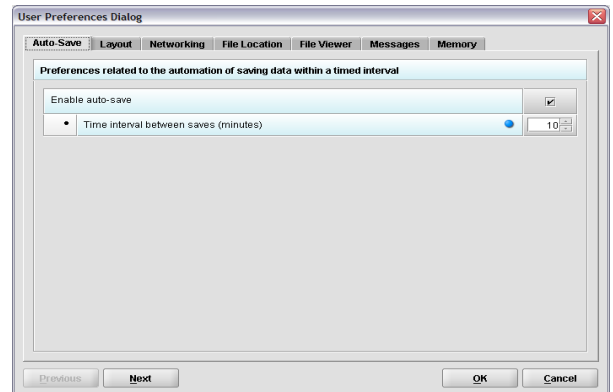 User Preferences Dialog
Auto-Save Layout Networking File Location File Viewer Messages Memory
Preferences related to the automation of saving data within a timed interval
Enable auto-save
Time interval between saves (minutes) 10
Previous Next OK Cancel